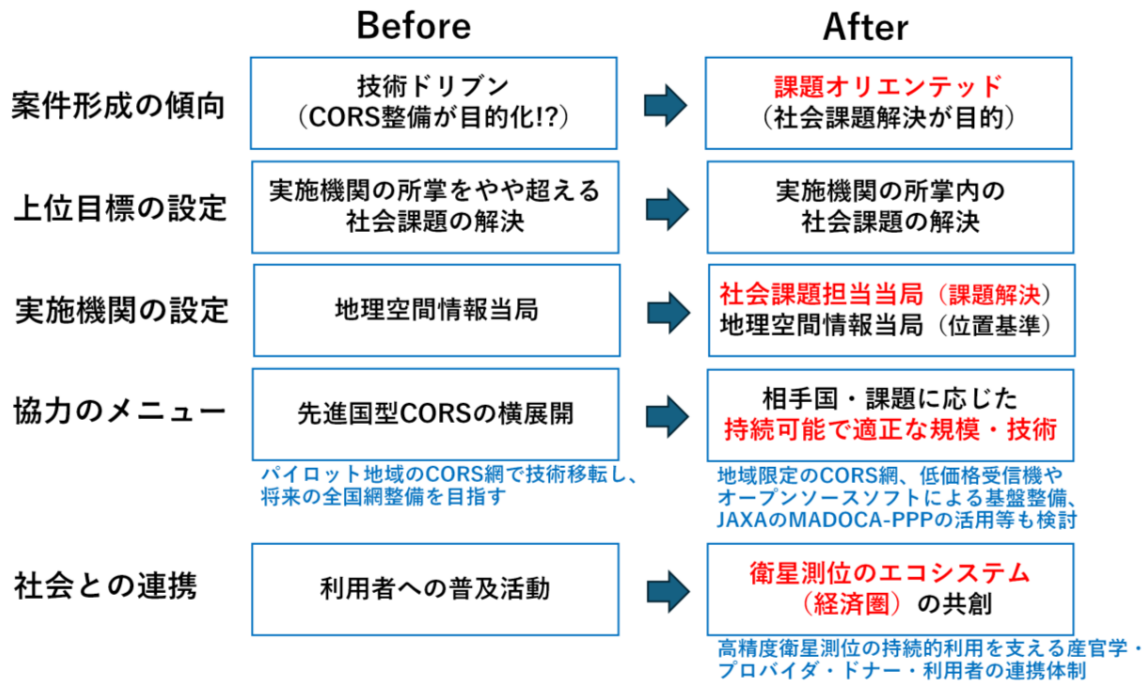 Before
After
案件形成の傾向
技術ドリブン
（CORS整備が目的化!?）
課題オリエンテッド
（社会課題解決が目的）
上位目標の設定
実施機関の所掌をやや超える
社会課題の解決
実施機関の所掌内の
社会課題の解決
実施機関の設定
地理空間情報当局
社会課題担当当局（課題解決）
地理空間情報当局（位置基準）
協力のメニュー
先進国型CORSの横展開
相手国・課題に応じた
持続可能で適正な規模・技術
パイロット地域のCORS網で技術移転し、
将来の全国網整備を目指す
地域限定のCORS網、低価格受信機や
オープンソースソフトによる基盤整備、
JAXAのMADOCA-PPPの活用等も検討
社会との連携
利用者への普及活動
衛星測位のエコシステム
（経済圏）の共創
高精度衛星測位の持続的利用を支える産官学・
プロバイダ・ドナー・利用者の連携体制